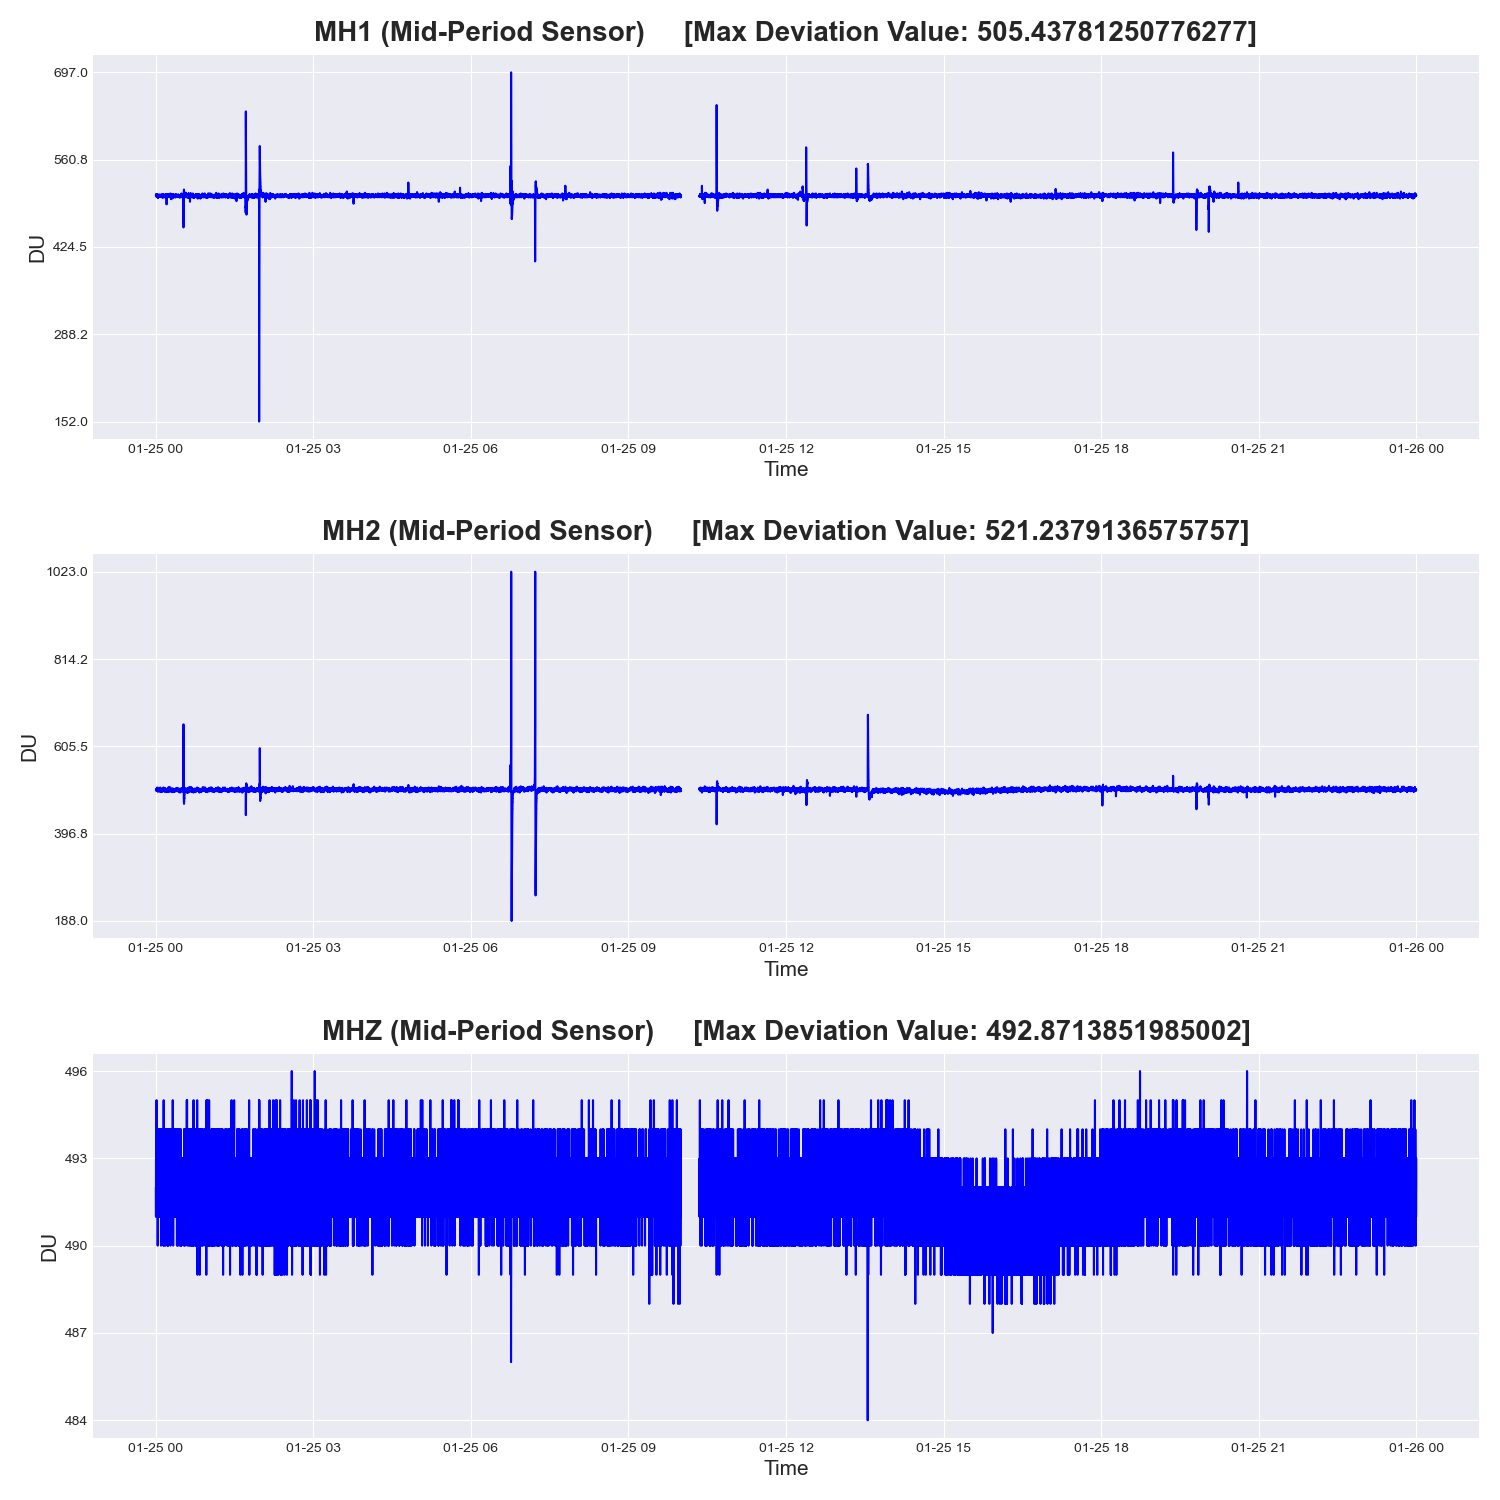 MH1 (Mid-Period Sensor) [Max Deviation Value: 505.43781250776277]
697.0
560.8
424.5
288.2
152.0
DU
01-25 00 01-25 03 01-25 06 01-25 09 01-25 12 01-25 15 01-25 18 01-25 21 01-26 00
Time
MH2 (Mid-Period Sensor) [Max Deviation Value: 521.2379136575757]
1023.0
814.2
605.5
396.8
188.0
DU
01-25 00 01-25 03 01-25 06 01-25 09 01-25 12 01-25 15 01-25 18 01-25 21 01-26 00
Time
MHZ (Mid-Period Sensor) [Max Deviation Value: 492.8713851985002]
496
493
490
487
484
DU
01-25 00 01-25 03 01-25 06 01-25 09 01-25 12 01-25 15 01-25 18 01-25 21 01-26 00
Time